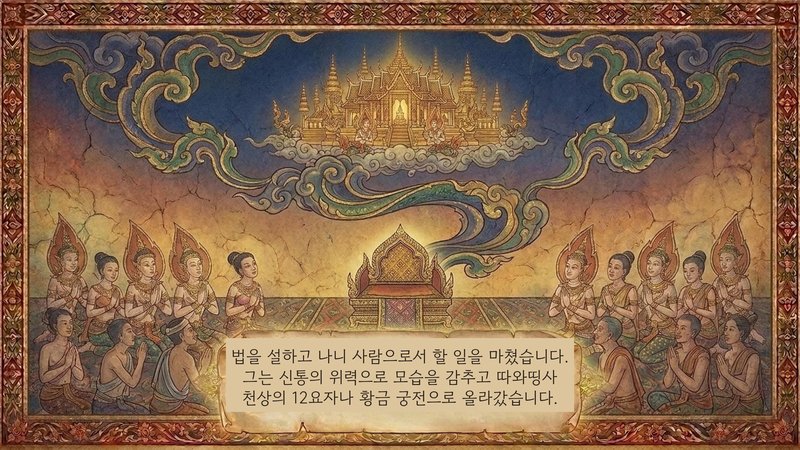 법을 설하고 나니 사람으로서 할 일을 마쳤습니다.
그는 신통의 위력으로 모습을 감추고 따와띵사
천상의 12요자나 황금 궁전으로 올라갔습니다.